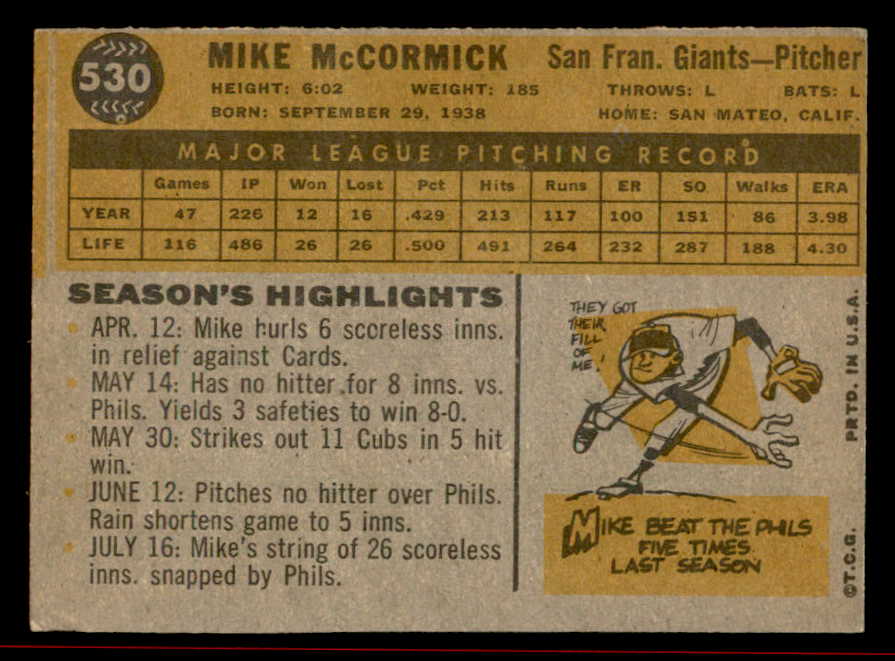 530
MIKE McCORMICK San Fran. Giants—Pitcher
HEIGHT: 6:02 WEIGHT: 185 THROWS: L BATS: L
BORN: SEPTEMBER 29, 1938 HOME: SAN MATEO, CALIF.
MAJOR LEAGUE PITCHING RECORD
Games IP Won Lost Pct Hits Runs ER SO Walks ERA
YEAR 47 226 12 16 .429 213 117 100 151 86 3.98
LIFE 116 486 26 26 .500 491 264 232 287 188 4.30
SEASON'S HIGHLIGHTS
• APR. 12: Mike hurls 6 scoreless inns.
in relief against Cards.
• MAY 14: Has no hitter for 8 inns. vs.
Phils. Yields 3 safeties to win 8-0.
• MAY 30: Strikes out 11 Cubs in 5 hit
win.
• JUNE 12: Pitches no hitter over Phils.
Rain shortens game to 5 inns.
• JULY 16: Mike's string of 26 scoreless
inns. snapped by Phils.
THEY GOT
THEIR
FILL
OF
ME!
MIKE BEAT THE PHILS
FIVE TIMES
LAST SEASON
©T.C.G. PRTD. IN U.S.A.